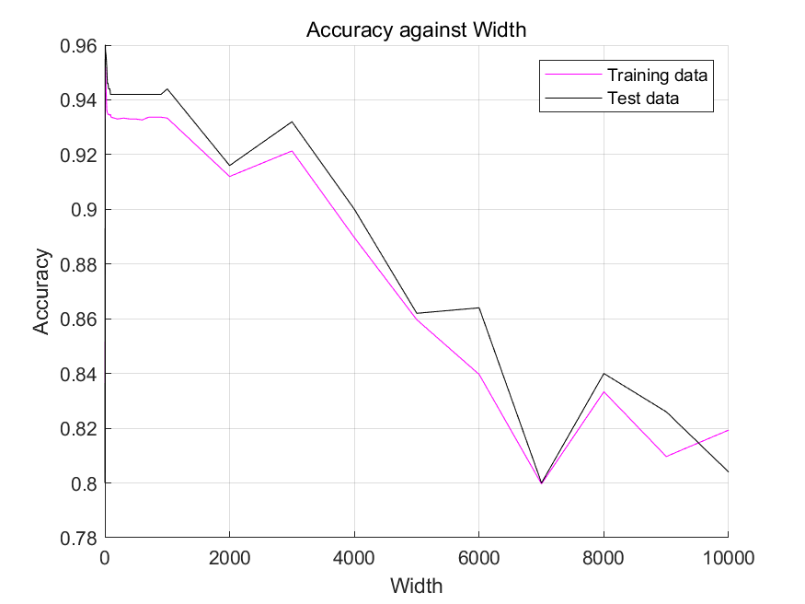 Accuracy against Width
0.96
0.94
0.92
0.9
0.88
0.86
0.84
0.82
0.8
0.78
Accuracy
Training data
Test data
0 2000 4000 6000 8000 10000
Width